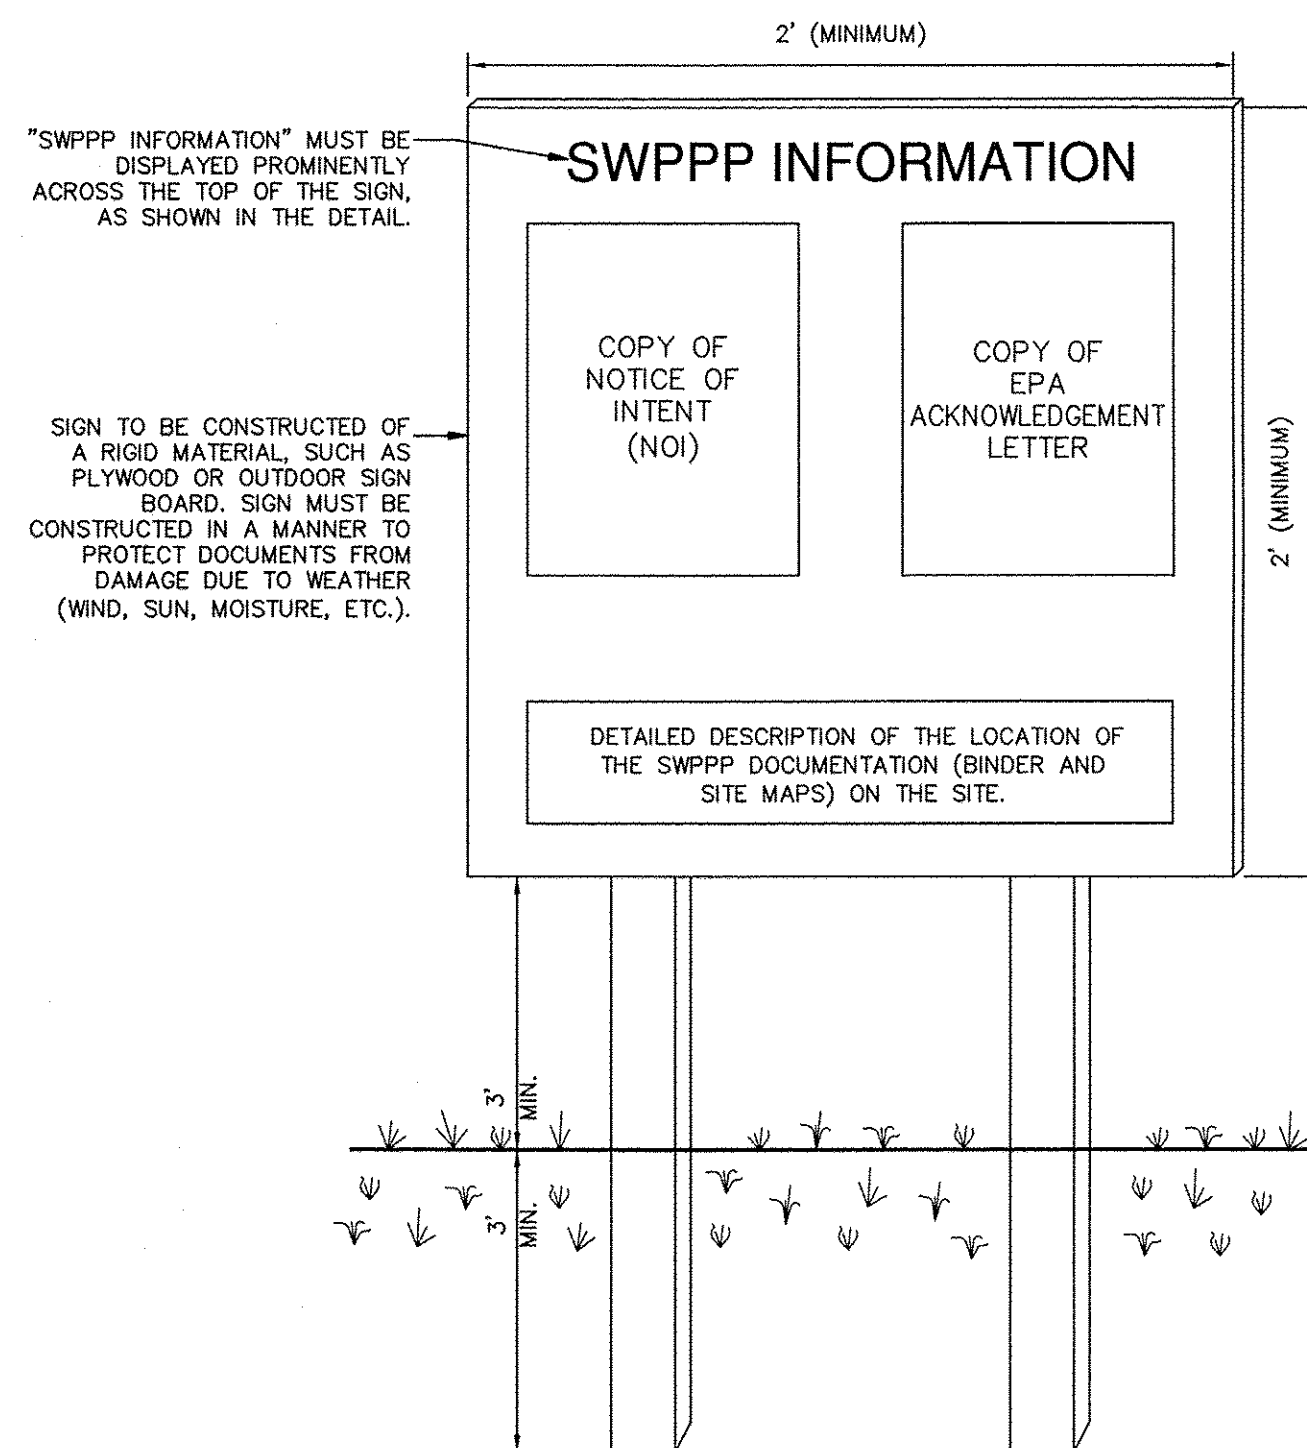 2' (MINIMUM)
"SWPPP INFORMATION" MUST BE
DISPLAYED PROMINENTLY
ACROSS THE TOP OF THE SIGN,
AS SHOWN IN THE DETAIL.
SWPPP INFORMATION
COPY OF
NOTICE OF
INTENT
(NOI)
COPY OF
EPA
ACKNOWLEDGEMENT
LETTER
SIGN TO BE CONSTRUCTED OF
A RIGID MATERIAL, SUCH AS
PLYWOOD OR OUTDOOR SIGN
BOARD. SIGN MUST BE
CONSTRUCTED IN A MANNER TO
PROTECT DOCUMENTS FROM
DAMAGE DUE TO WEATHER
(WIND, SUN, MOISTURE, ETC.).
2' (MINIMUM)
DETAILED DESCRIPTION OF THE LOCATION OF
THE SWPPP DOCUMENTATION (BINDER AND
SITE MAPS) ON THE SITE.
3'
MIN.
3'
MIN.